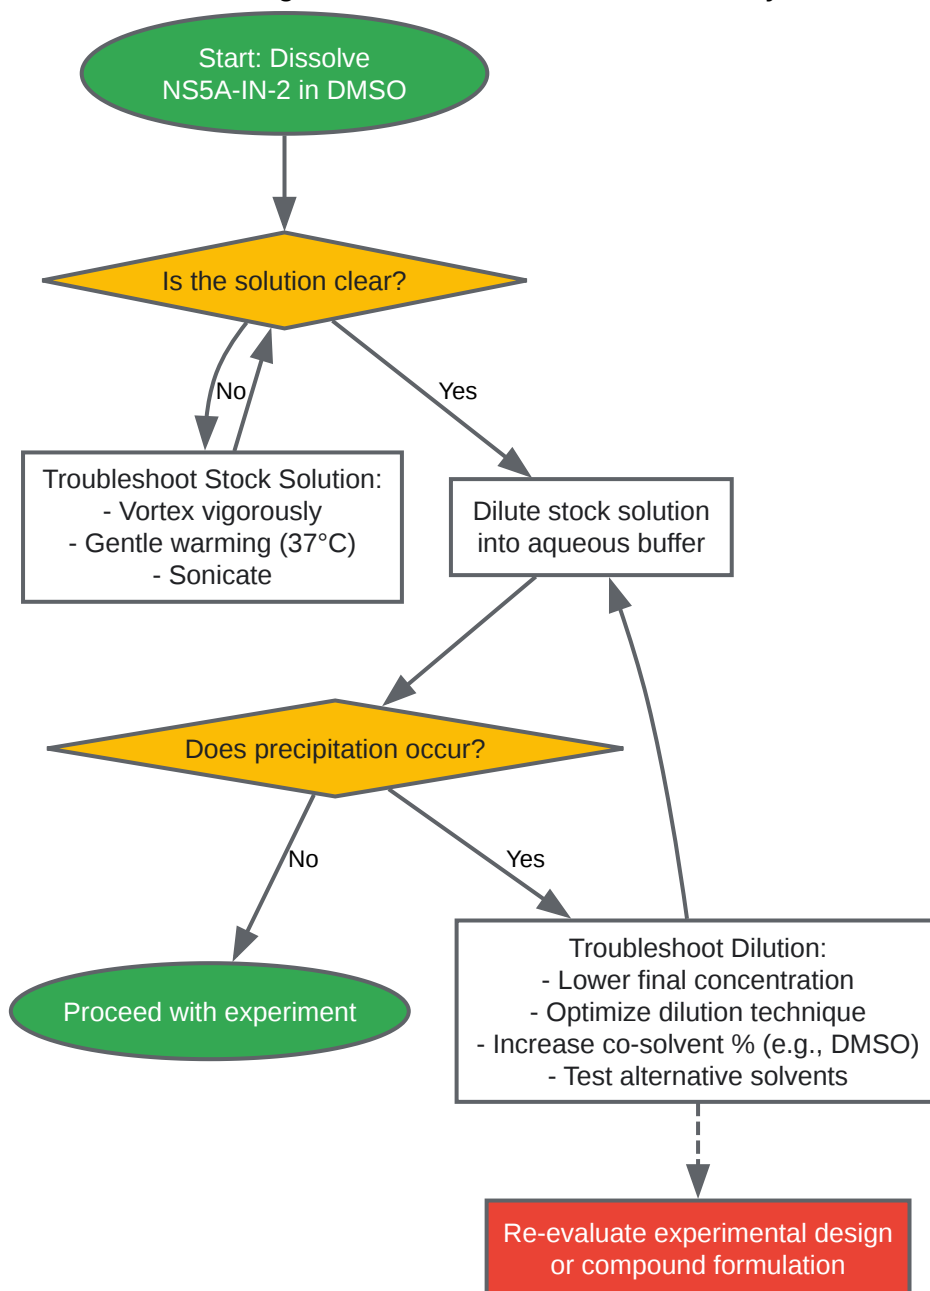 Start: Dissolve
NS5A-IN-2 in DMSO
Is the solution clear?
No
Yes
Troubleshoot Stock Solution:
- Vortex vigorously
- Gentle warming (37°C)
- Sonicate
Dilute stock solution
into aqueous buffer
Does precipitation occur?
No
Yes
Proceed with experiment
Troubleshoot Dilution:
- Lower final concentration
- Optimize dilution technique
- Increase co-solvent % (e.g., DMSO)
- Test alternative solvents
Re-evaluate experimental design
or compound formulation